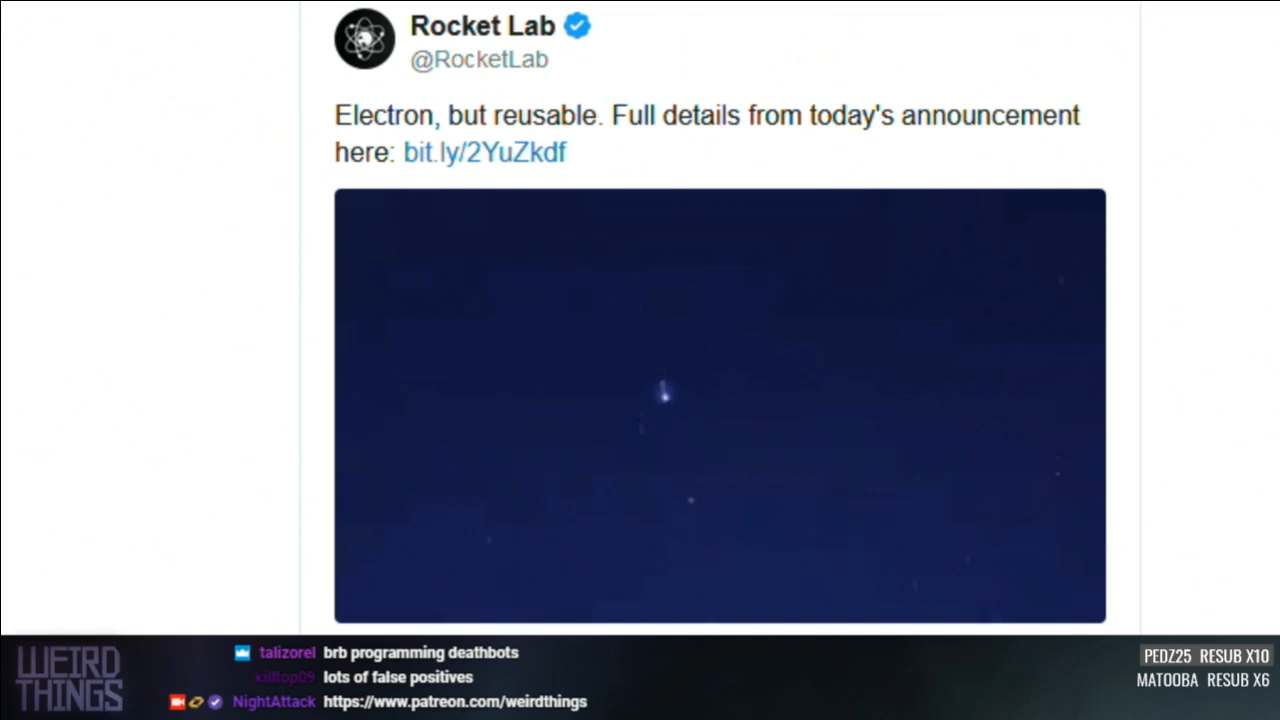 Rocket Lab
@RocketLab
Electron, but reusable. Full details from today's announcement
here: bit.ly/2YuZkdf
WEIRD
THINGS
talizorel brb programming deathbots
killtop09 lots of false positives
NightAttack https://www.patreon.com/weirdthings
PEDZ25 RESUB X10
MATOOBA RESUB X6